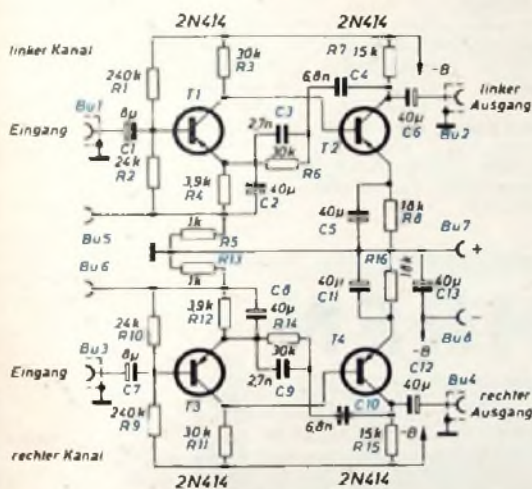 2N414 2N414
linker Kanal
30k
R3
R7 15k
-B
240k
R1
6,8n C4
Bu1
8µ
T1
C3
2,7n
linker
Ausgang
Eingang
C1
24k
R2
30k
R6
T2
40µ
C6
Bu2
3,9k
R4
40µ
C2
40µ
C5
18k
R8
1k
R5
Bu5
Bu7
+
R13
1k
Bu6
C8
40µ
C11
R16
18k
40µ
C13
3,9k
R12
40µ
R14
-
Bu8
24k
R10
30k
-B
C12
Eingang
Bu3
8µ
C7
2,7n C9
T4
40µ
Bu4
T3
C10
rechter
Ausgang
240k
R9
30k
R11
6,8n
15k
R15
-B
rechter Kanal
2N414 2N414